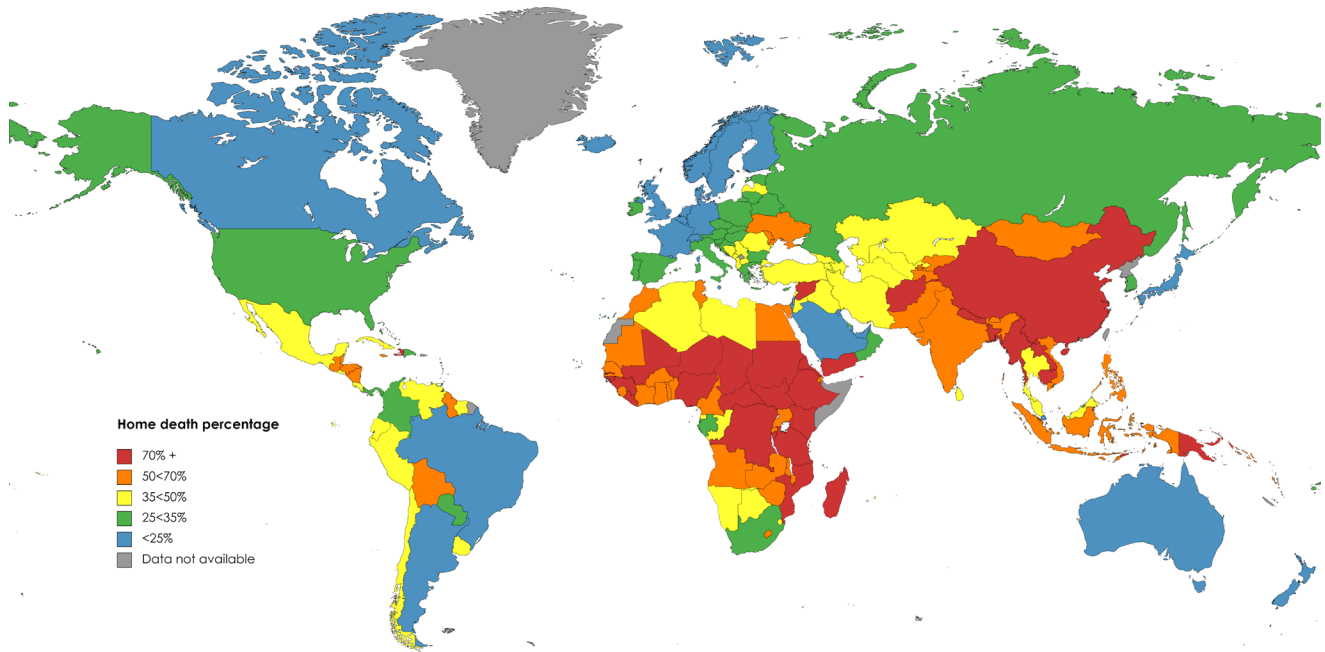 Home death percentage
70% +
50<70%
35<50%
25<35%
<25%
Data not available